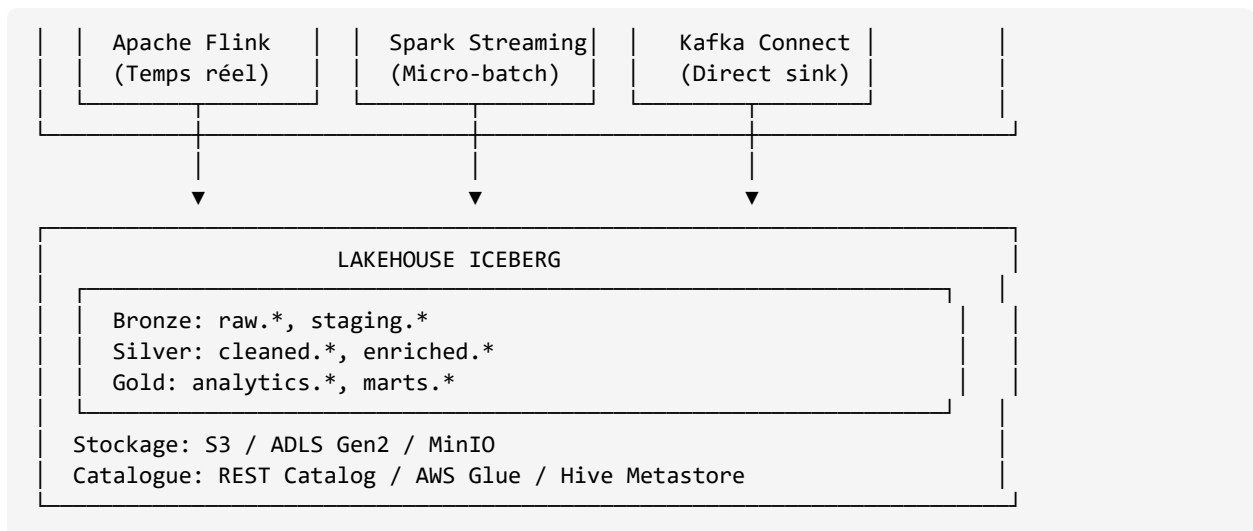 Apache Flink Spark Streaming Kafka Connect
(Temps réel) (Micro-batch) (Direct sink)
LAKEHOUSE ICEBERG
Bronze: raw.*, staging.*
Silver: cleaned.*, enriched.*
Gold: analytics.*, marts.*
Stockage: S3 / ADLS Gen2 / MinIO
Catalogue: REST Catalog / AWS Glue / Hive Metastore